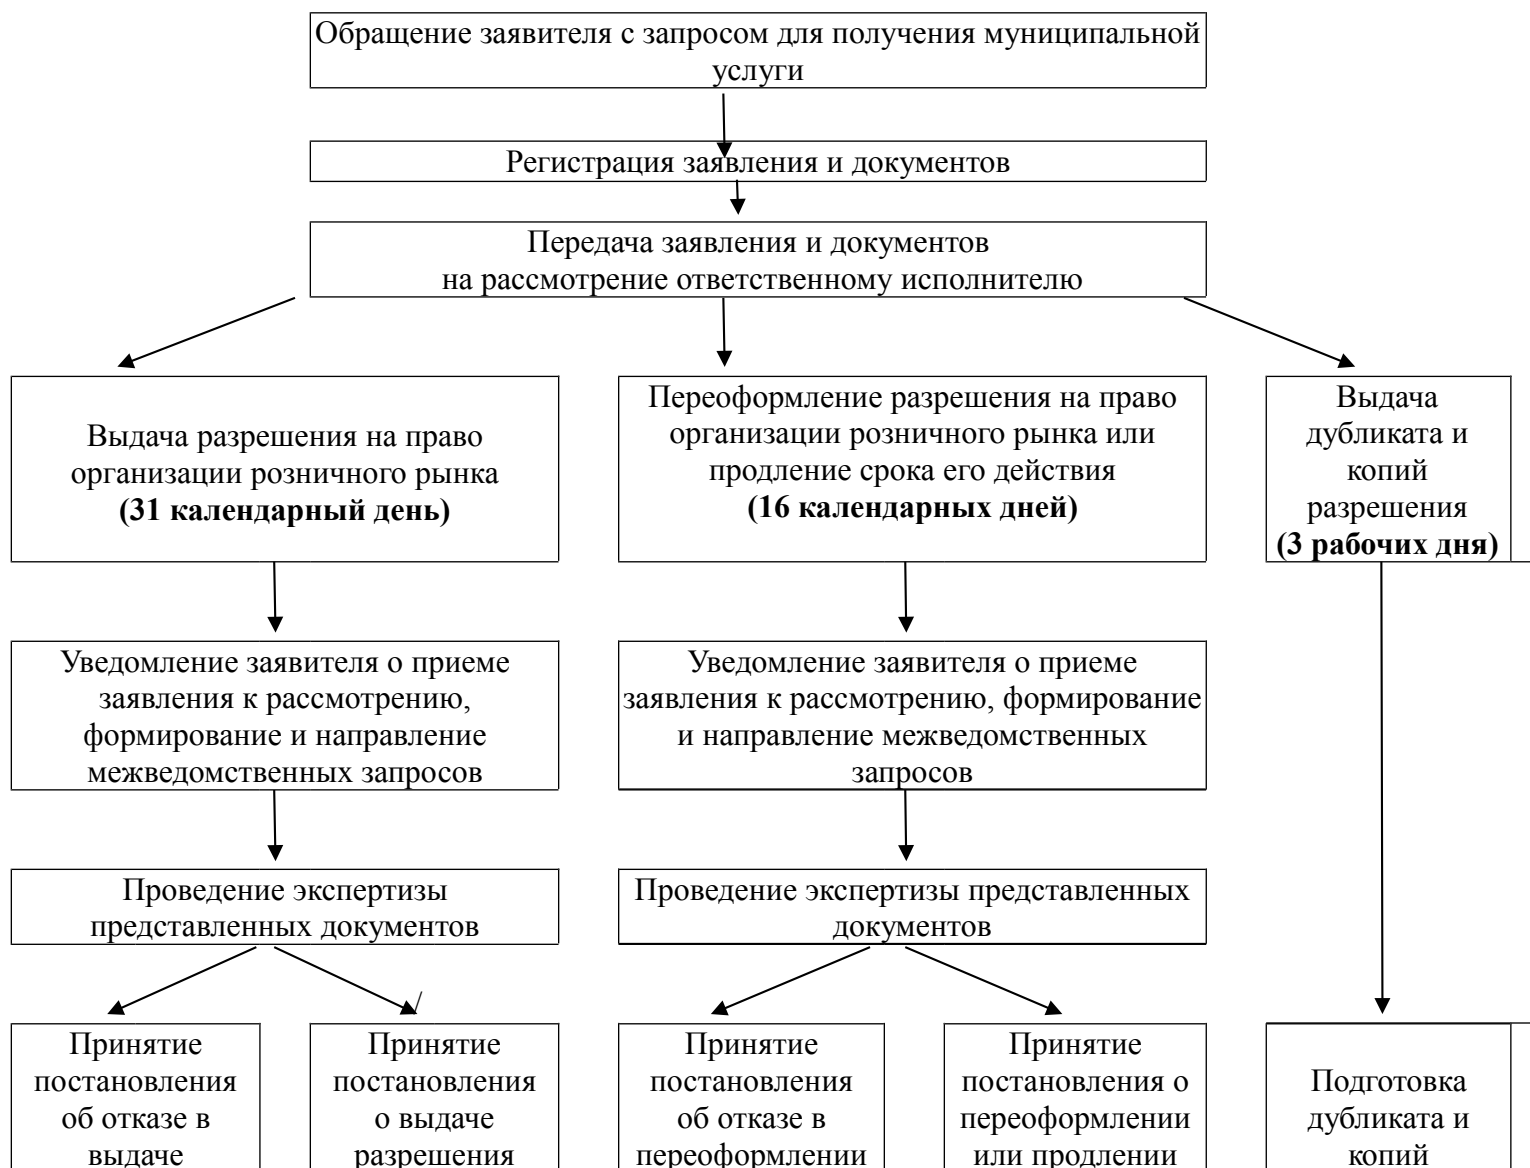 Обращение заявителя с запросом для получения муниципальной
услуги
Регистрация заявления и документов
Передача заявления и документов
на рассмотрение ответственному исполнителю
Выдача разрешения на право
организации розничного рынка
(31 календарный день)
Переоформление разрешения на право
организации розничного рынка или
продление срока его действия
(16 календарных дней)
Выдача
дубликата и
копий
разрешения
(3 рабочих дня)
Уведомление заявителя о приеме
заявления к рассмотрению,
формирование и направление
межведомственных запросов
Уведомление заявителя о приеме
заявления к рассмотрению, формирование
и направление межведомственных
запросов
Проведение экспертизы
представленных документов
Проведение экспертизы представленных
документов
Принятие
постановления
об отказе в
выдаче
Принятие
постановления
о выдаче
разрешения
Принятие
постановления
об отказе в
переоформлении
Принятие
постановления о
переоформлении
или продлении
Подготовка
дубликата и
копий